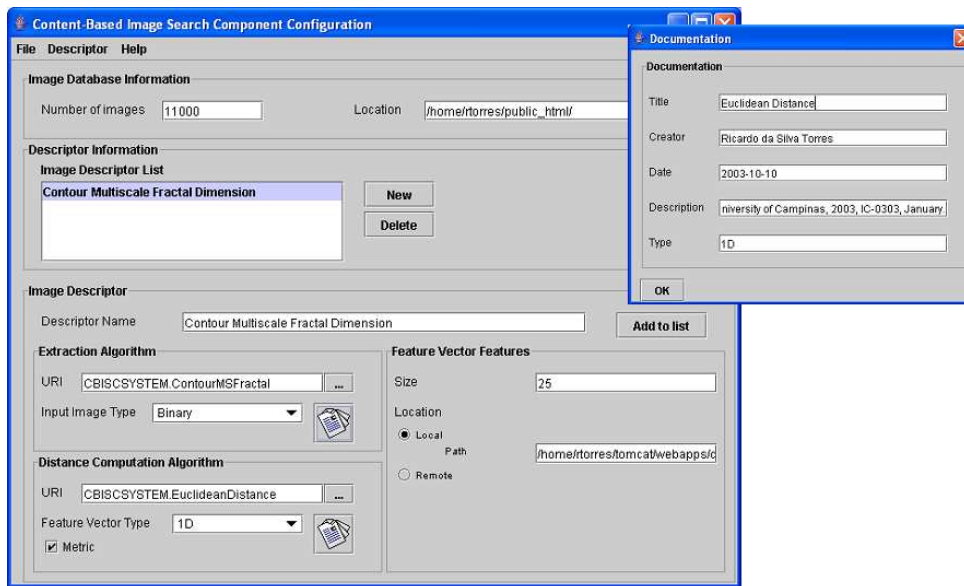 Content-Based Image Search Component Configuration
File Descriptor Help
Image Database Information
Number of images 11000 Location /home/rtorres/public_html/
Descriptor Information
Image Descriptor List
Contour Multiscale Fractal Dimension
New
Delete
Image Descriptor
Descriptor Name Contour Multiscale Fractal Dimension Add to list
Extraction Algorithm
URI CBISCSYSTEM.ContourMSFractal ...
Input Image Type Binary
Distance Computation Algorithm
URI CBISCSYSTEM.EuclideanDistance ...
Feature Vector Type 1D
Metric
Feature Vector Features
Size 25
Location
Local
Path /home/rtorres/tomcat/webapps/c
Remote
Documentation
Documentation
Title Euclidean Distance
Creator Ricardo da Silva Torres
Date 2003-10-10
Description niversity of Campinas, 2003, IC-0303, January
Type 1D
OK